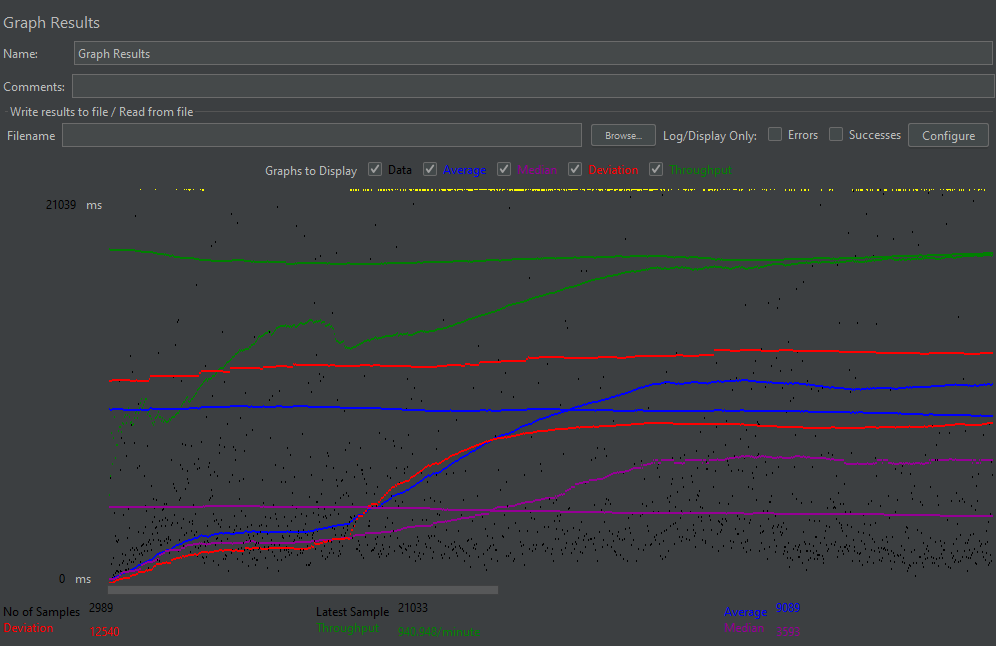 Graph Results
Name: Graph Results
Comments:
Write results to file / Read from file
Filename Browse... Log/Display Only: Errors Successes Configure
Graphs to Display Data Average Median Deviation Throughput
21039 ms
0 ms
No of Samples 2989 Latest Sample 21033 Average 9089
Deviation 12540 Throughput 940.948/minute Median